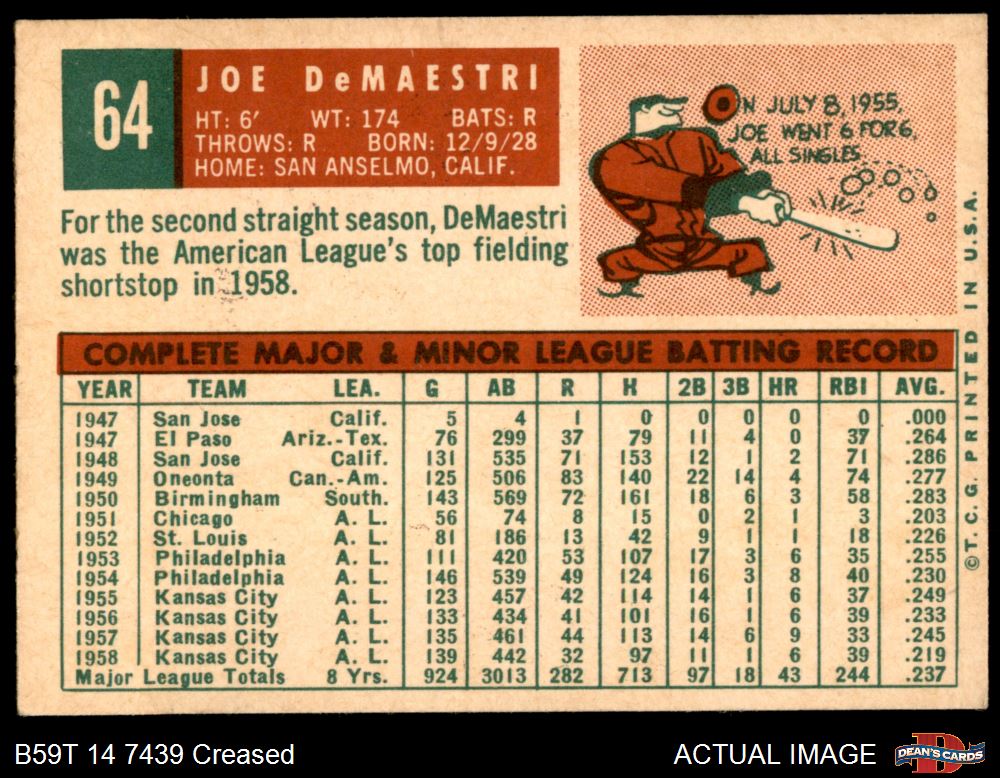 64
JOE DeMAESTRI
HT: 6' WT: 174 BATS: R
THROWS: R BORN: 12/9/28
HOME: SAN ANSELMO, CALIF.
For the second straight season, DeMaestri
was the American League's top fielding
shortstop in 1958.
ON JULY 8, 1955,
JOE WENT 6 FOR 6,
ALL SINGLES
COMPLETE MAJOR & MINOR LEAGUE BATTING RECORD
YEAR TEAM LEA. G AB R H 2B 3B HR RBI AVG.
1947 San Jose Calif. 5 4 1 0 0 0 0 0 .000
1947 El Paso Ariz.-Tex. 76 299 37 79 11 4 0 37 .264
1948 San Jose Calif. 131 535 71 153 12 1 2 71 .286
1949 Oneonta Can.-Am. 125 506 83 140 22 14 4 74 .277
1950 Birmingham South. 143 569 72 161 18 6 3 58 .283
1951 Chicago A. L. 56 74 8 15 0 2 1 3 .203
1952 St. Louis A. L. 81 186 13 42 9 1 1 18 .226
1953 Philadelphia A. L. 111 420 53 107 17 3 6 35 .255
1954 Philadelphia A. L. 146 539 49 124 16 3 8 40 .230
1955 Kansas City A. L. 123 457 42 114 14 1 6 37 .249
1956 Kansas City A. L. 133 434 41 101 16 1 6 39 .233
1957 Kansas City A. L. 135 461 44 113 14 6 9 33 .245
1958 Kansas City A. L. 139 442 32 97 11 1 6 39 .219
Major League Totals 8 Yrs. 924 3013 282 713 97 18 43 244 .237
©T. C. G. PRINTED IN U. S. A.
B59T 14 7439 Creased
ACTUAL IMAGE
DEAN'S CARDS